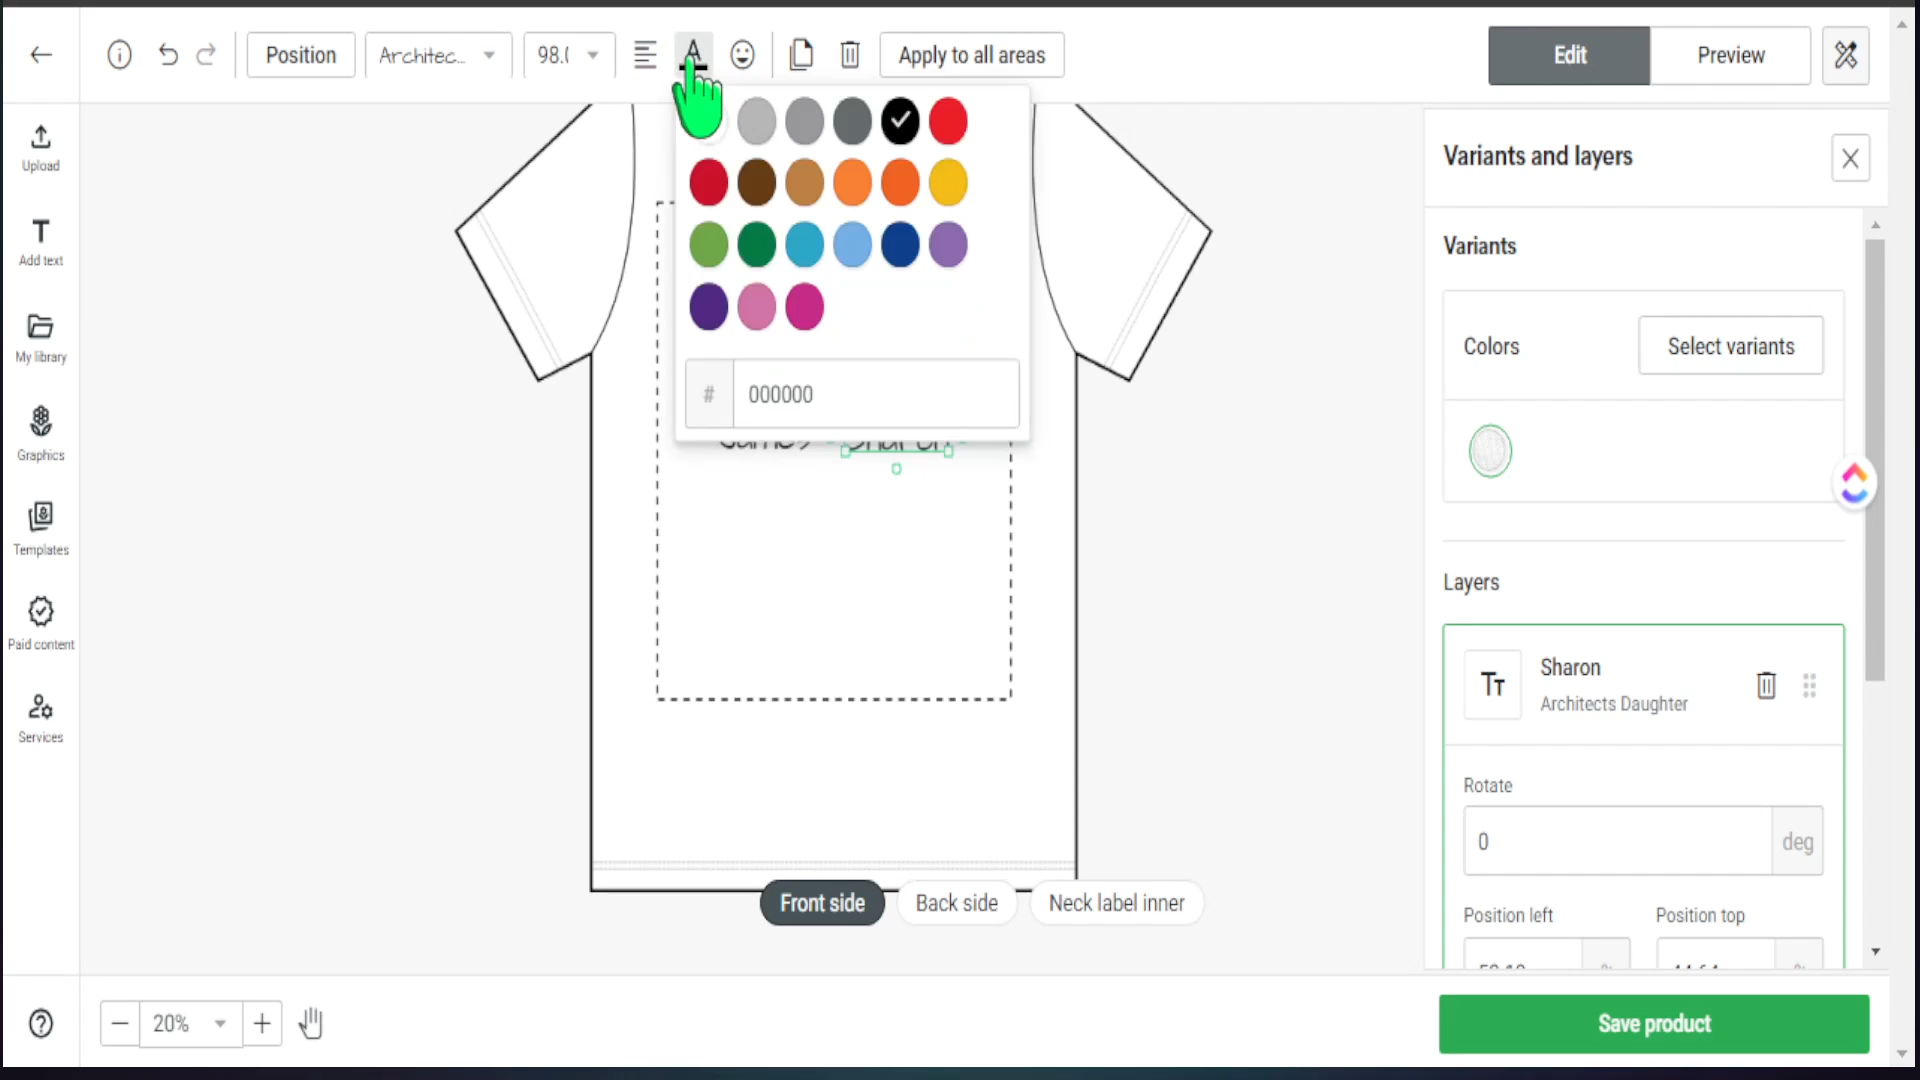 Position
Architec...
98.(
A
Apply to all areas
Edit
Preview
Upload
Add text
My library
Graphics
Templates
Paid content
Services
# 000000
Variants and layers
Variants
Colors
Select variants
Layers
Tт
Sharon
Architects Daughter
Rotate
0 deg
Position left
Position top
Front side
Back side
Neck label inner
20%
Save product